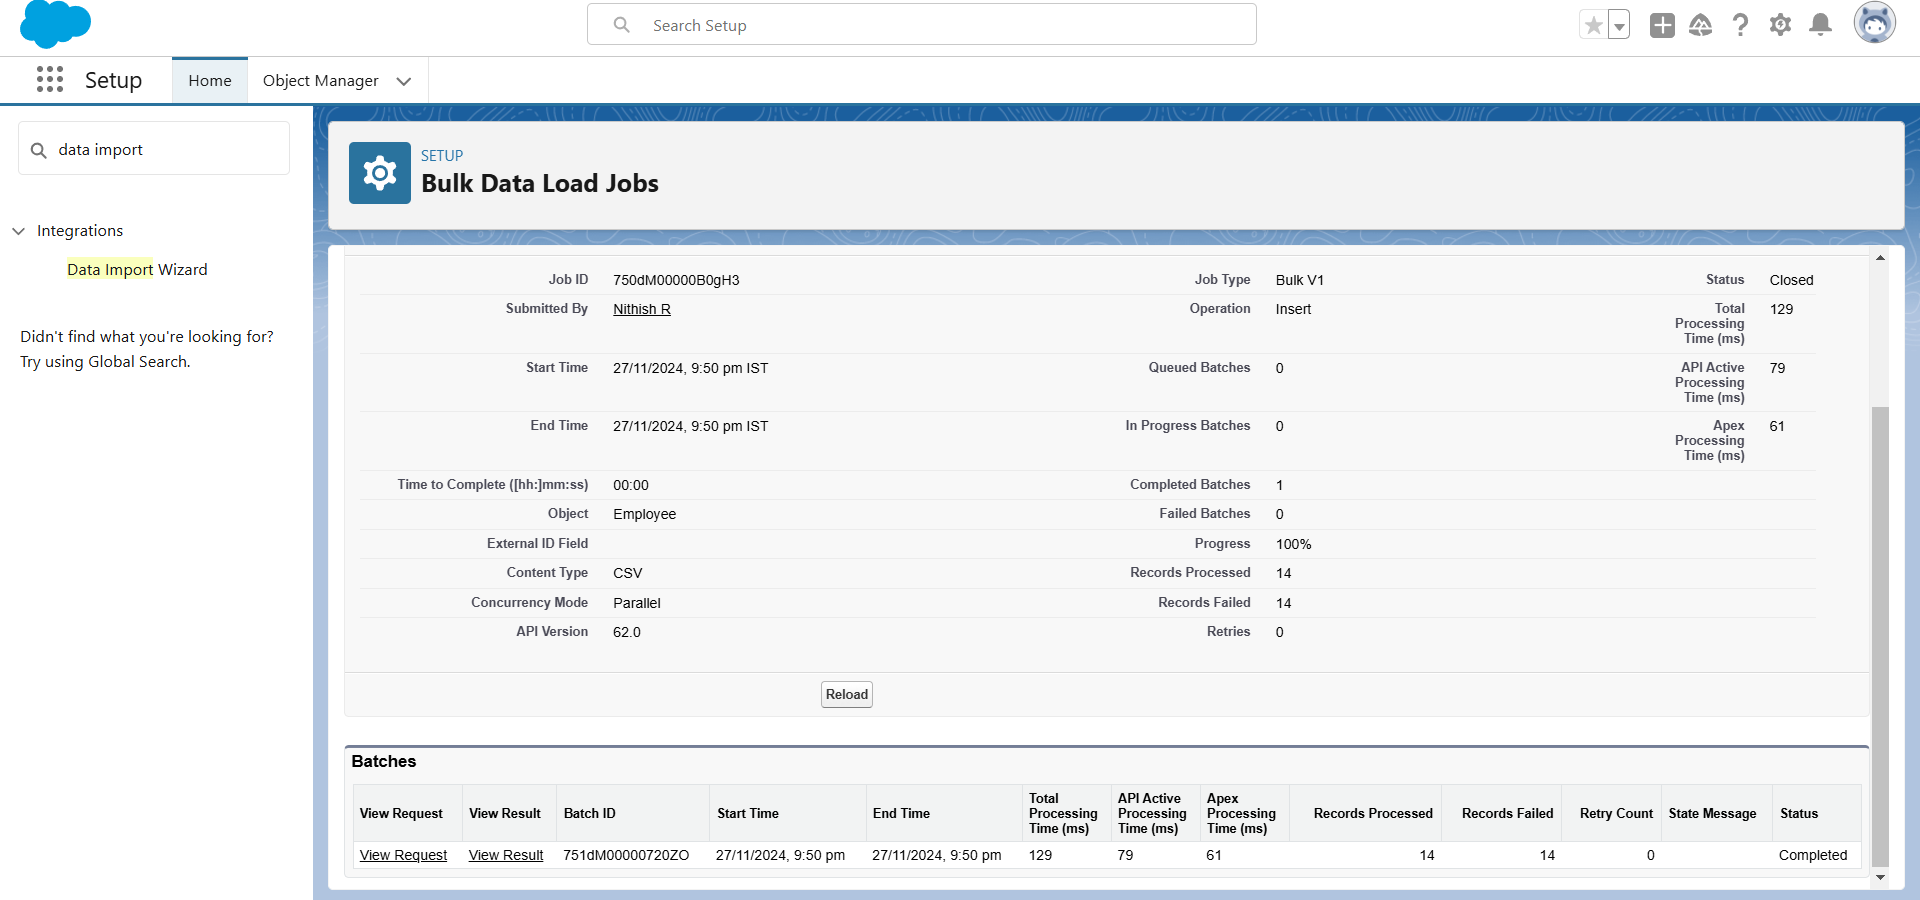 Search Setup
Setup
Home
Object Manager
data import
Integrations
Data Import Wizard
Didn't find what you're looking for?
Try using Global Search.
SETUP
Bulk Data Load Jobs
Job ID 750dM00000B0gH3 Job Type Bulk V1 Status Closed
Submitted By Nithish R Operation Insert Total Processing Time (ms) 129
Start Time 27/11/2024, 9:50 pm IST Queued Batches 0 API Active Processing Time (ms) 79
End Time 27/11/2024, 9:50 pm IST In Progress Batches 0 Apex Processing Time (ms) 61
Time to Complete ([hh:]mm:ss) 00:00 Completed Batches 1
Object Employee Failed Batches 0
External ID Field Progress 100%
Content Type CSV Records Processed 14
Concurrency Mode Parallel Records Failed 14
API Version 62.0 Retries 0
Reload
Batches
View Request View Result Batch ID Start Time End Time Total Processing Time (ms) API Active Processing Time (ms) Apex Processing Time (ms) Records Processed Records Failed Retry Count State Message Status
View Request View Result 751dM00000720ZO 27/11/2024, 9:50 pm 27/11/2024, 9:50 pm 129 79 61 14 14 0 Completed